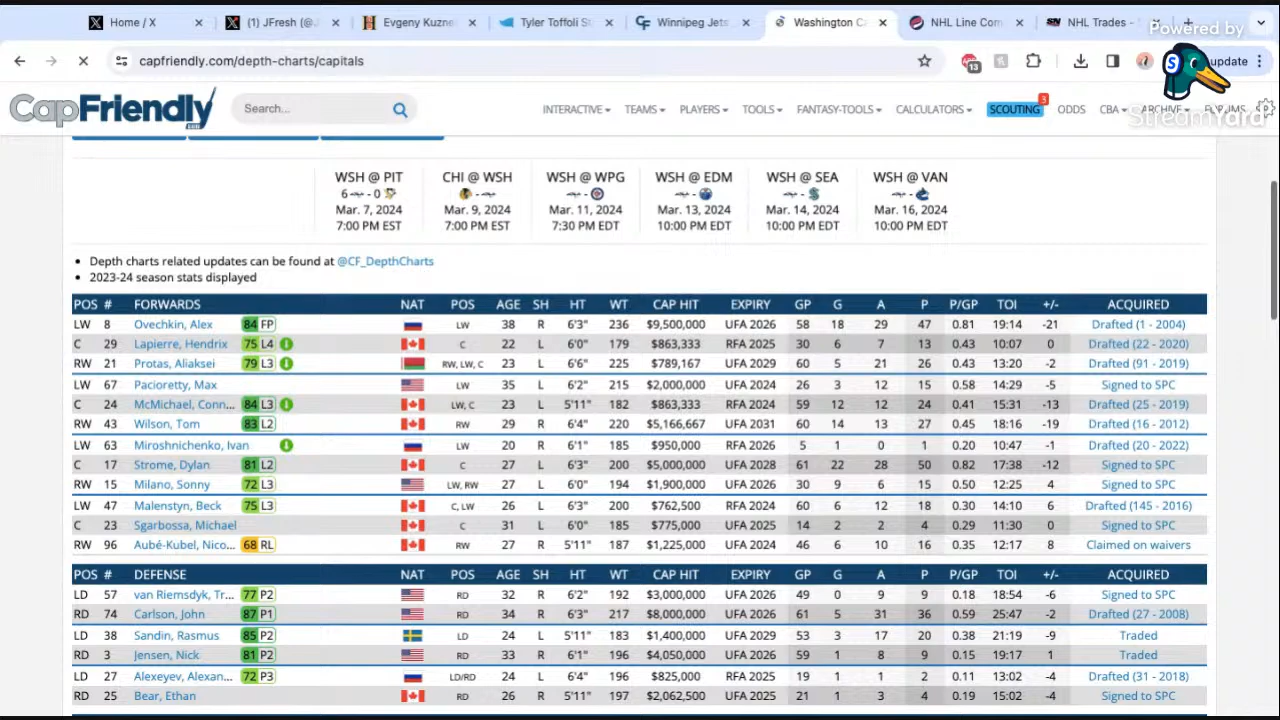 Home / X
(1) JFresh (@J
Evgeny Kuzne
Tyler Toffoli S
Winnipeg Jets
Washington C
NHL Line Com
NHL Trades -
Powered by
capfriendly.com/depth-charts/capitals
13
update
StreamYard
CapFriendly
Search...
INTERACTIVE TEAMS PLAYERS TOOLS FANTASY-TOOLS CALCULATORS SCOUTING 3 ODDS CBA ARCHIVE FORUMS
WSH @ PIT CHI @ WSH WSH @ WPG WSH @ EDM WSH @ SEA WSH @ VAN
6 - 0 - - - - -
Mar. 7, 2024 Mar. 9, 2024 Mar. 11, 2024 Mar. 13, 2024 Mar. 14, 2024 Mar. 16, 2024
7:00 PM EST 7:00 PM EST 7:30 PM EDT 10:00 PM EDT 10:00 PM EDT 10:00 PM EDT
• Depth charts related updates can be found at @CF_DepthCharts
• 2023-24 season stats displayed
POS # FORWARDS NAT POS AGE SH HT WT CAP HIT EXPIRY GP G A P P/GP TOI +/- ACQUIRED
LW 8 Ovechkin, Alex 84 FP LW 38 R 6'3" 236 $9,500,000 UFA 2026 58 18 29 47 0.81 19:14 -21 Drafted (1 - 2004)
C 29 Lapierre, Hendrix 75 L4 C 22 L 6'0" 179 $863,333 RFA 2025 30 6 7 13 0.43 10:07 0 Drafted (22 - 2020)
RW 21 Protas, Aliaksei 79 L3 RW, LW, C 23 L 6'6" 225 $789,167 UFA 2029 60 5 21 26 0.43 13:20 -2 Drafted (91 - 2019)
LW 67 Pacioretty, Max LW 35 L 6'2" 215 $2,000,000 UFA 2024 26 3 12 15 0.58 14:29 -5 Signed to SPC
C 24 McMichael, Conn... 84 L3 LW, C 23 L 5'11" 182 $863,333 RFA 2024 59 12 12 24 0.41 15:31 -13 Drafted (25 - 2019)
RW 43 Wilson, Tom 83 L2 RW 29 R 6'4" 220 $5,166,667 UFA 2031 60 14 13 27 0.45 18:16 -19 Drafted (16 - 2012)
LW 63 Miroshnichenko, Ivan LW 20 R 6'1" 185 $950,000 RFA 2026 5 1 0 1 0.20 10:47 -1 Drafted (20 - 2022)
C 17 Strome, Dylan 81 L2 C 27 L 6'3" 200 $5,000,000 UFA 2028 61 22 28 50 0.82 17:38 -12 Signed to SPC
RW 15 Milano, Sonny 72 L3 LW, RW 27 L 6'0" 194 $1,900,000 UFA 2026 30 9 6 15 0.50 12:25 4 Signed to SPC
LW 47 Malenstyn, Beck 75 L3 C, LW 26 L 6'3" 200 $762,500 RFA 2025 60 6 12 18 0.30 14:10 6 Drafted (145 - 2016)
C 23 Sgarbossa, Michael C 31 L 6'0" 185 $775,000 UFA 2025 14 2 2 4 0.29 11:30 0 Signed to SPC
RW 96 Aubé-Kubel, Nico... 68 RL RW 27 R 5'11" 187 $1,225,000 UFA 2024 46 6 10 16 0.35 12:17 8 Claimed on waivers
POS # DEFENSE NAT POS AGE SH HT WT CAP HIT EXPIRY GP G A P P/GP TOI +/- ACQUIRED
LD 57 van Riemsdyk, Tr... 77 P2 RD 32 R 6'2" 192 $3,000,000 UFA 2026 49 0 9 9 0.18 18:54 -6 Signed to SPC
RD 74 Carlson, John 87 P1 RD 34 R 6'3" 217 $8,000,000 UFA 2026 61 5 31 36 0.59 25:47 -2 Drafted (27 - 2008)
LD 38 Sandin, Rasmus 85 P2 LD 24 L 5'11" 183 $1,400,000 UFA 2029 53 3 17 20 0.38 21:19 -9 Traded
RD 3 Jensen, Nick 81 P2 RD 33 R 6'1" 196 $4,050,000 UFA 2026 59 1 8 9 0.15 19:17 1 Traded
LD 27 Alexeyev, Alexan... 72 P3 LD/RD 24 L 6'4" 196 $825,000 RFA 2025 19 1 1 2 0.11 13:02 -4 Drafted (31 - 2018)
RD 25 Bear, Ethan RD 26 R 5'11" 197 $2,062,500 UFA 2025 21 1 3 4 0.19 15:02 -4 Signed to SPC